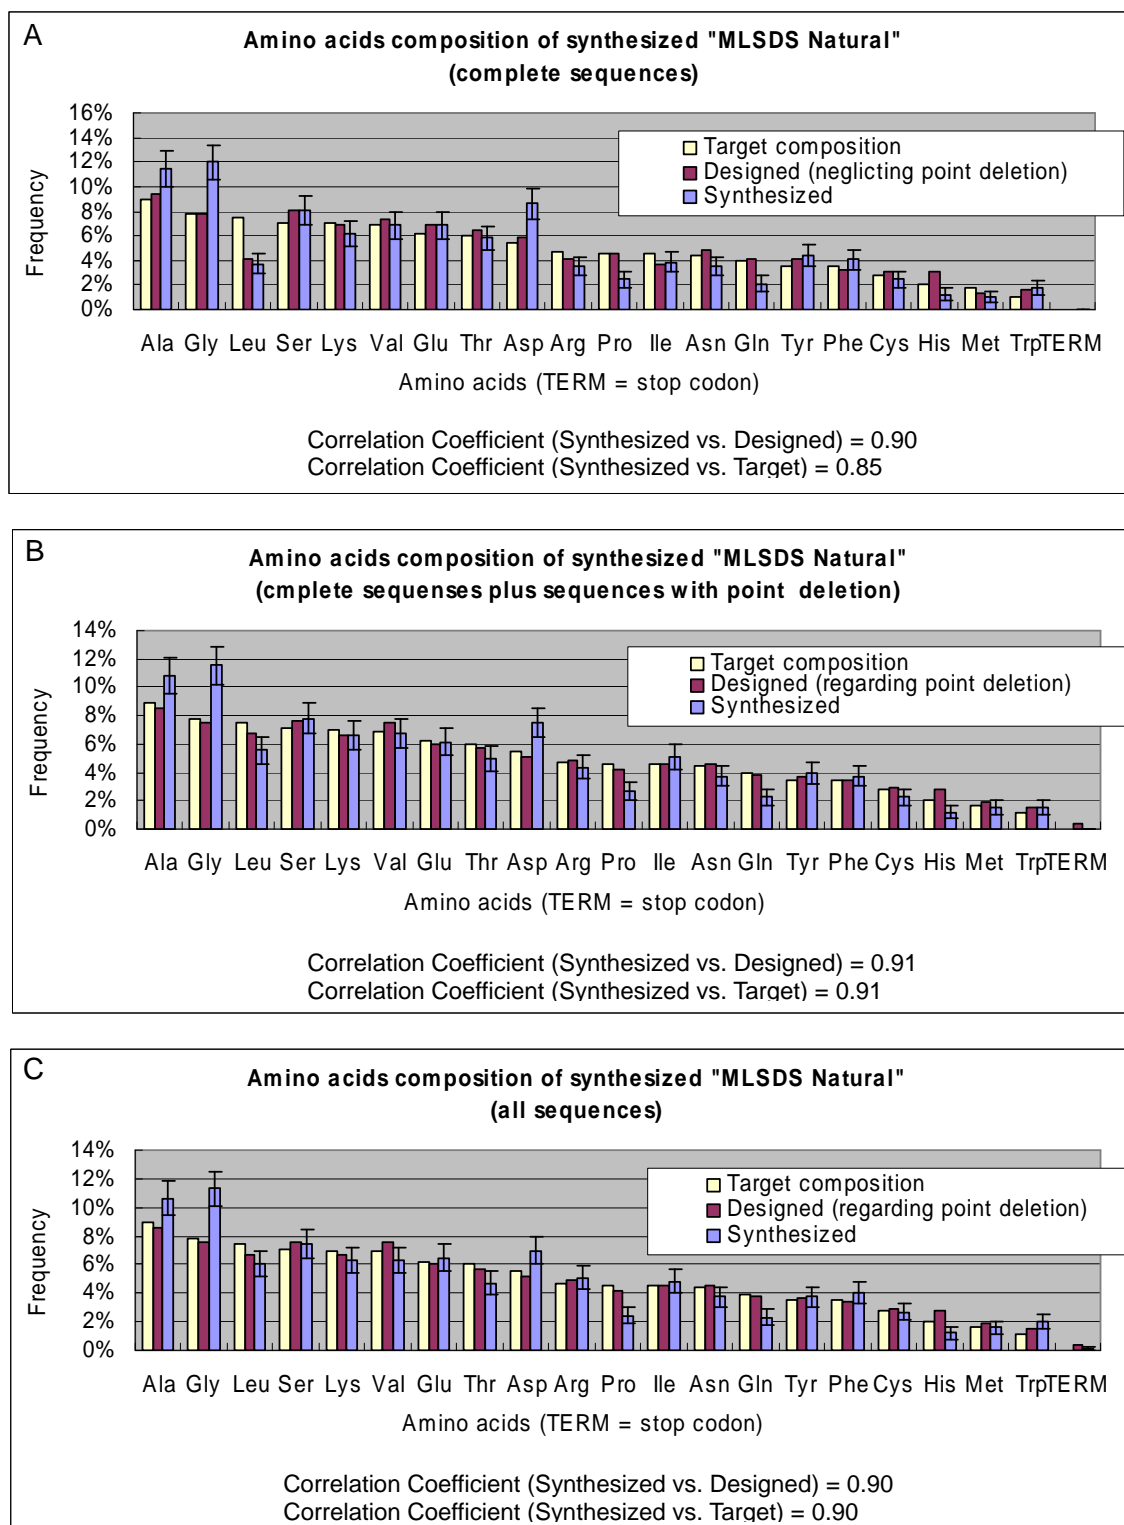 A
Amino acids composition of synthesized "MLSDS Natural"
(complete sequences)
16%
14%
12%
10%
8%
6%
4%
2%
0%
Frequency
Target composition
Designed (neglicting point deletion)
Synthesized
Ala Gly Leu Ser Lys Val Glu Thr Asp Arg Pro Ile Asn Gln Tyr Phe Cys His Met Trp TERM
Amino acids (TERM = stop codon)
Correlation Coefficient (Synthesized vs. Designed) = 0.90
Correlation Coefficient (Synthesized vs. Target) = 0.85
B
Amino acids composition of synthesized "MLSDS Natural"
(cmplete sequenses plus sequences with point deletion)
14%
12%
10%
8%
6%
4%
2%
0%
Frequency
Target composition
Designed (regarding point deletion)
Synthesized
Ala Gly Leu Ser Lys Val Glu Thr Asp Arg Pro Ile Asn Gln Tyr Phe Cys His Met Trp TERM
Amino acids (TERM = stop codon)
Correlation Coefficient (Synthesized vs. Designed) = 0.91
Correlation Coefficient (Synthesized vs. Target) = 0.91
C
Amino acids composition of synthesized "MLSDS Natural"
(all sequences)
14%
12%
10%
8%
6%
4%
2%
0%
Frequency
Target composition
Designed (regarding point deletion)
Synthesized
Ala Gly Leu Ser Lys Val Glu Thr Asp Arg Pro Ile Asn Gln Tyr Phe Cys His Met Trp TERM
Amino acids (TERM = stop codon)
Correlation Coefficient (Synthesized vs. Designed) = 0.90
Correlation Coefficient (Synthesized vs. Target) = 0.90